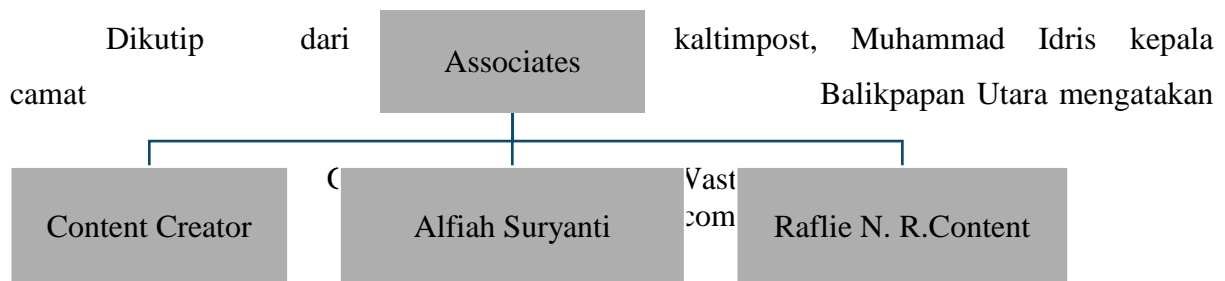 Dikutip dari kaltimpost, Muhammad Idris kepala
Associates
camat Balikpapan Utara mengatakan
Content Creator
Alfiah Suryanti
Raflie N. R.Content